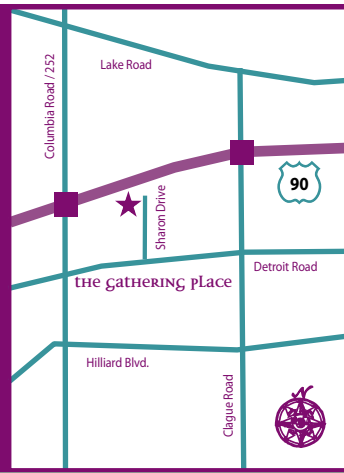 Lake Road
Columbia Road / 252
90
Sharon Drive
Detroit Road
the gathering place
Hilliard Blvd.
Clague Road
N